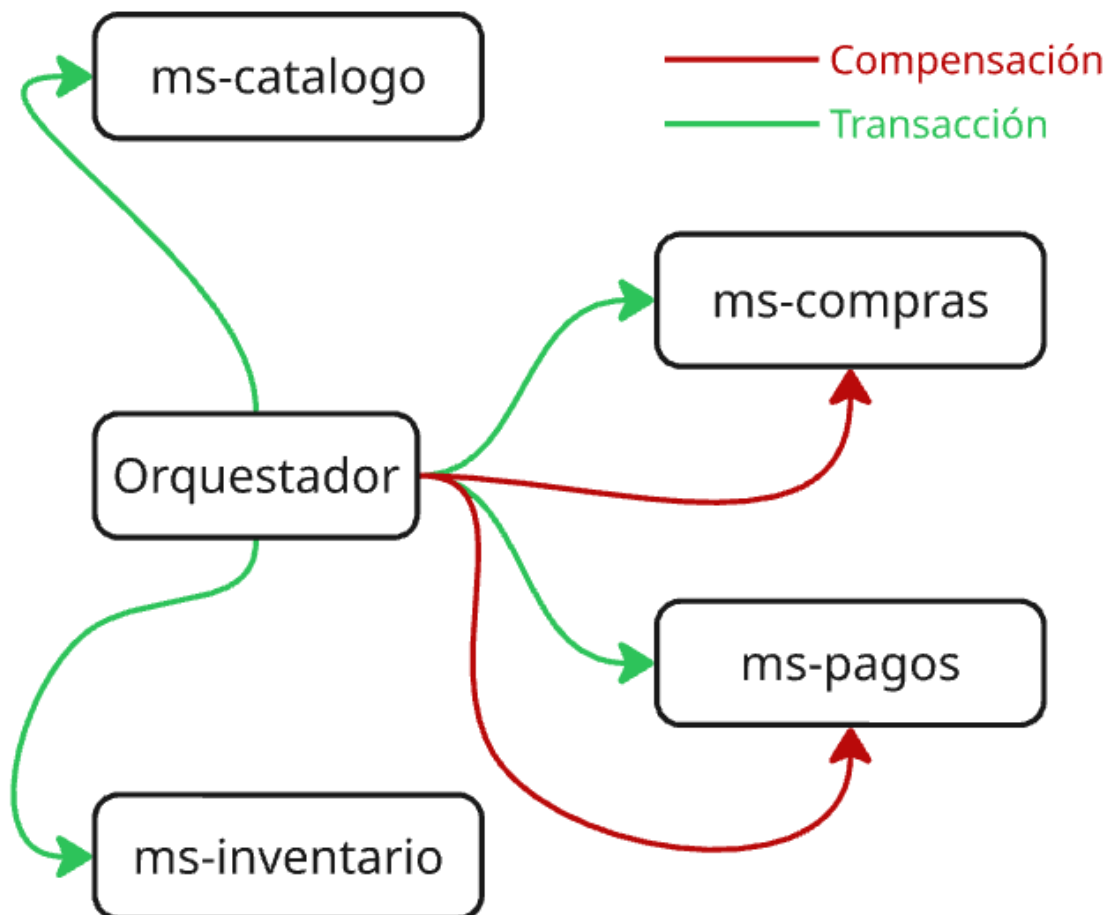 ms-catalogo
Compensación
Transacción
ms-compras
Orquestador
ms-pagos
ms-inventario